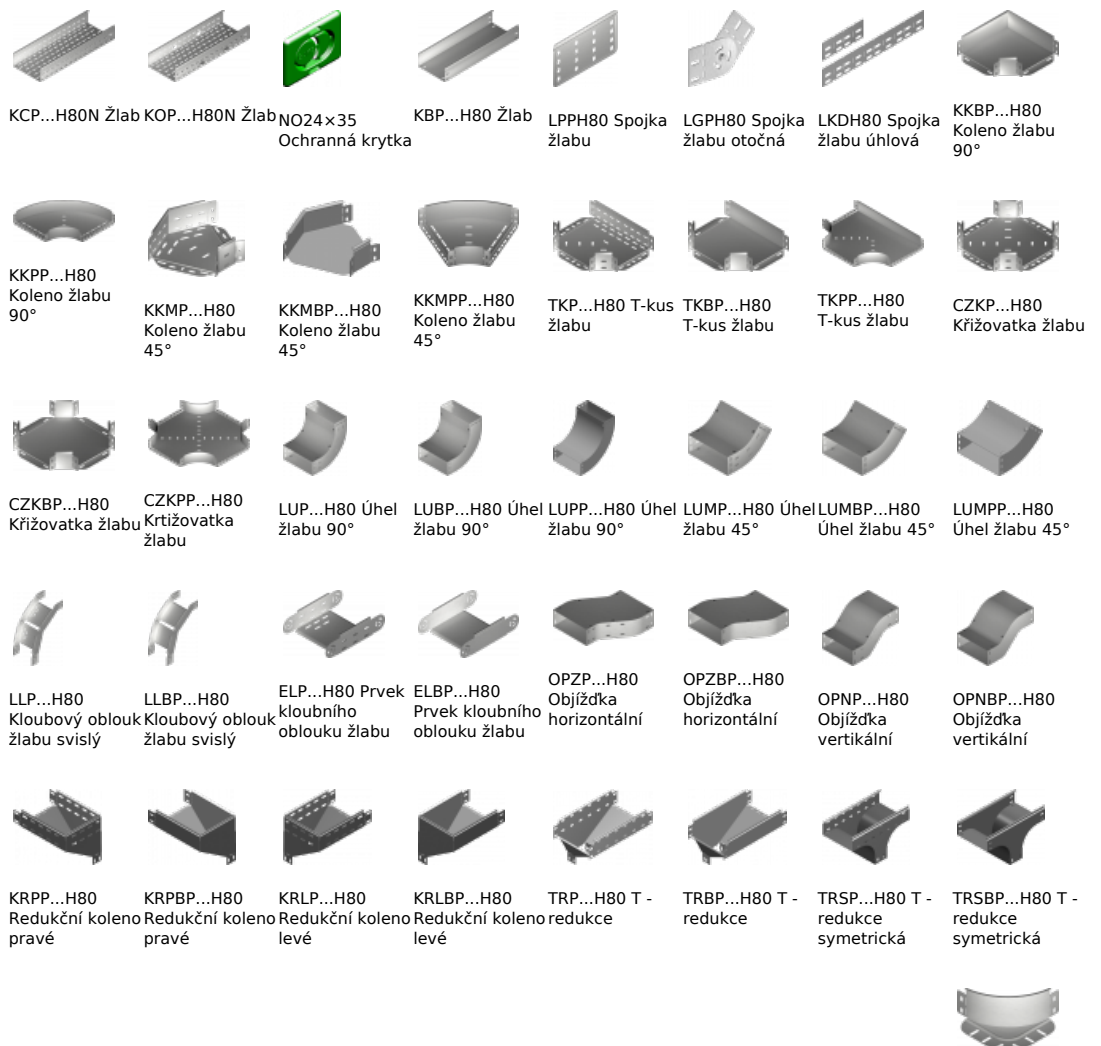 KCP...H80N Žlab
KOP...H80N Žlab
NO24×35
Ochranná krytka
KBP...H80 Žlab
LPPH80 Spojka
žlabu
LGPH80 Spojka
žlabu otočná
LKDH80 Spojka
žlabu úhlová
KKBP...H80
Koleno žlabu
90°
KKPP...H80
Koleno žlabu
90°
KKMP...H80
Koleno žlabu
45°
KKMBP...H80
Koleno žlabu
45°
KKMPP...H80
Koleno žlabu
45°
TKP...H80 T-kus
žlabu
TKBP...H80
T-kus žlabu
TKPP...H80
T-kus žlabu
CZKP...H80
Křižovatka žlabu
CZKBP...H80
Křižovatka žlabu
CZKPP...H80
Krtižovatka
žlabu
LUP...H80 Úhel
žlabu 90°
LUBP...H80 Úhel
žlabu 90°
LUPP...H80 Úhel
žlabu 90°
LUMP...H80 Úhel
žlabu 45°
LUMBP...H80
Úhel žlabu 45°
LUMPP...H80
Úhel žlabu 45°
LLP...H80
Kloubový oblouk
žlabu svislý
LLBP...H80
Kloubový oblouk
žlabu svislý
ELP...H80 Prvek
kloubního
oblouku žlabu
ELBP...H80
Prvek kloubního
oblouku žlabu
OPZP...H80
Objížďka
horizontální
OPZBP...H80
Objížďka
horizontální
OPNP...H80
Objížďka
vertikální
OPNBP...H80
Objížďka
vertikální
KRPP...H80
Redukční koleno
pravé
KRPBP...H80
Redukční koleno
pravé
KRLP...H80
Redukční koleno
levé
KRLBP...H80
Redukční koleno
levé
TRP...H80 T -
redukce
TRBP...H80 T -
redukce
TRSP...H80 T -
redukce
symetrická
TRSBP...H80 T -
redukce
symetrická